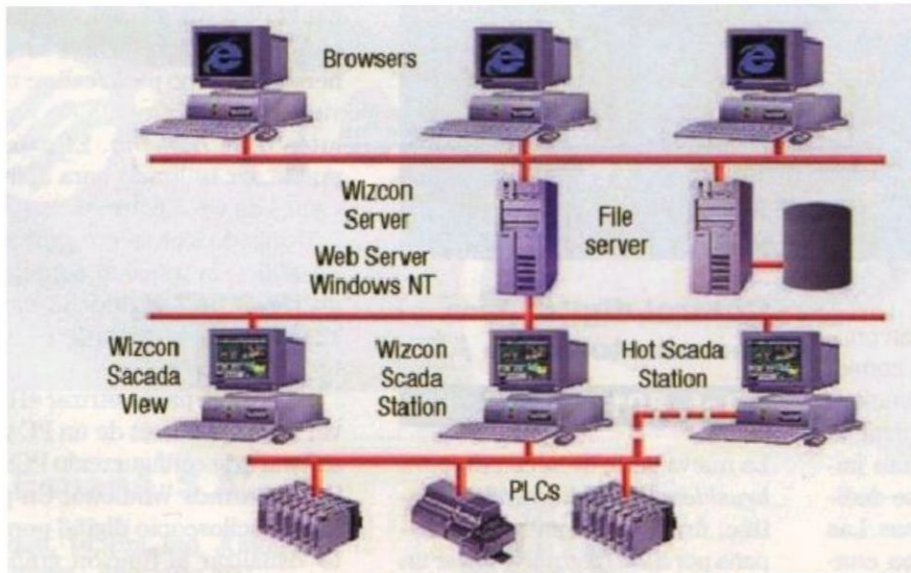 Browsers
Wizcon
Server
File
server
Web Server
Windows NT
Wizcon
Sacada
View
Wizcon
Scada
Station
Hot Scada
Station
PLCs